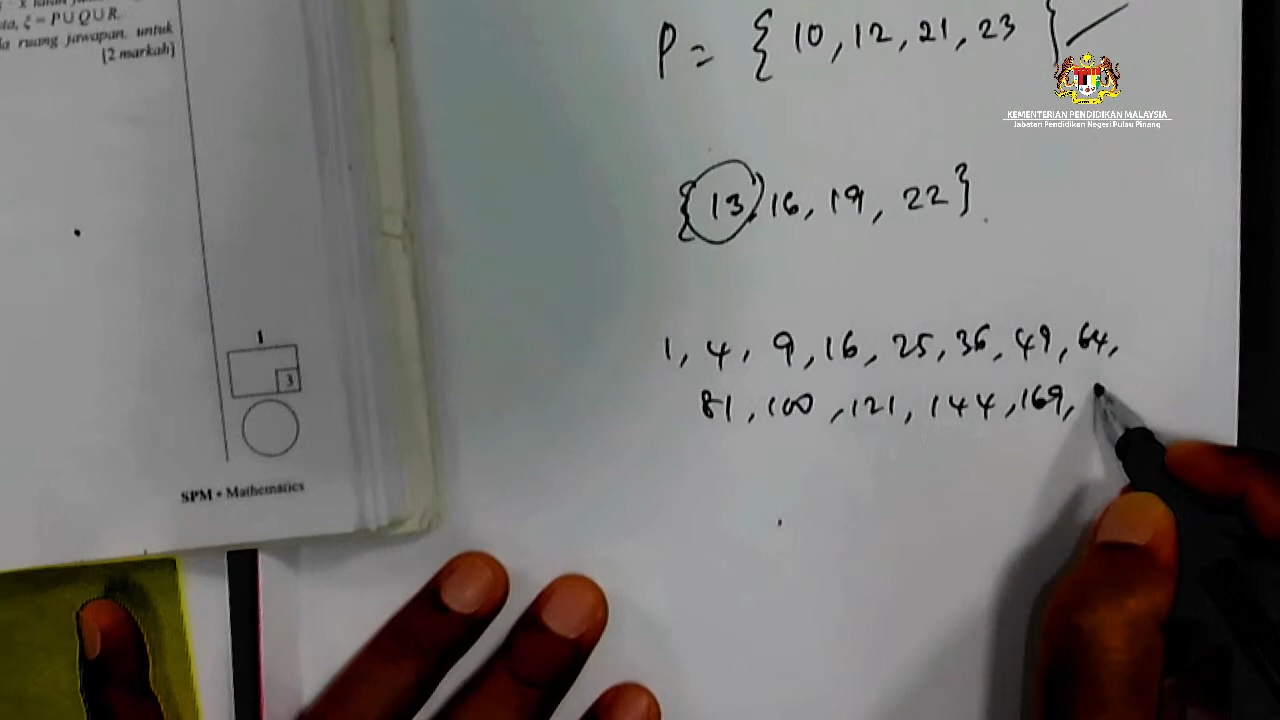 ta, ξ = P∪Q∪R.
la ruang jawapan, untuk
[2 markah]
P = { 10, 12, 21, 23 }
KEMENTERIAN PENDIDIKAN MALAYSIA
Jabatan Pendidikan Negeri Pulau Pinang
{ 13, 16, 19, 22 }
1, 4, 9, 16, 25, 36, 49, 64,
81, 100, 121, 144, 169,
1
3
SPM • Mathematics